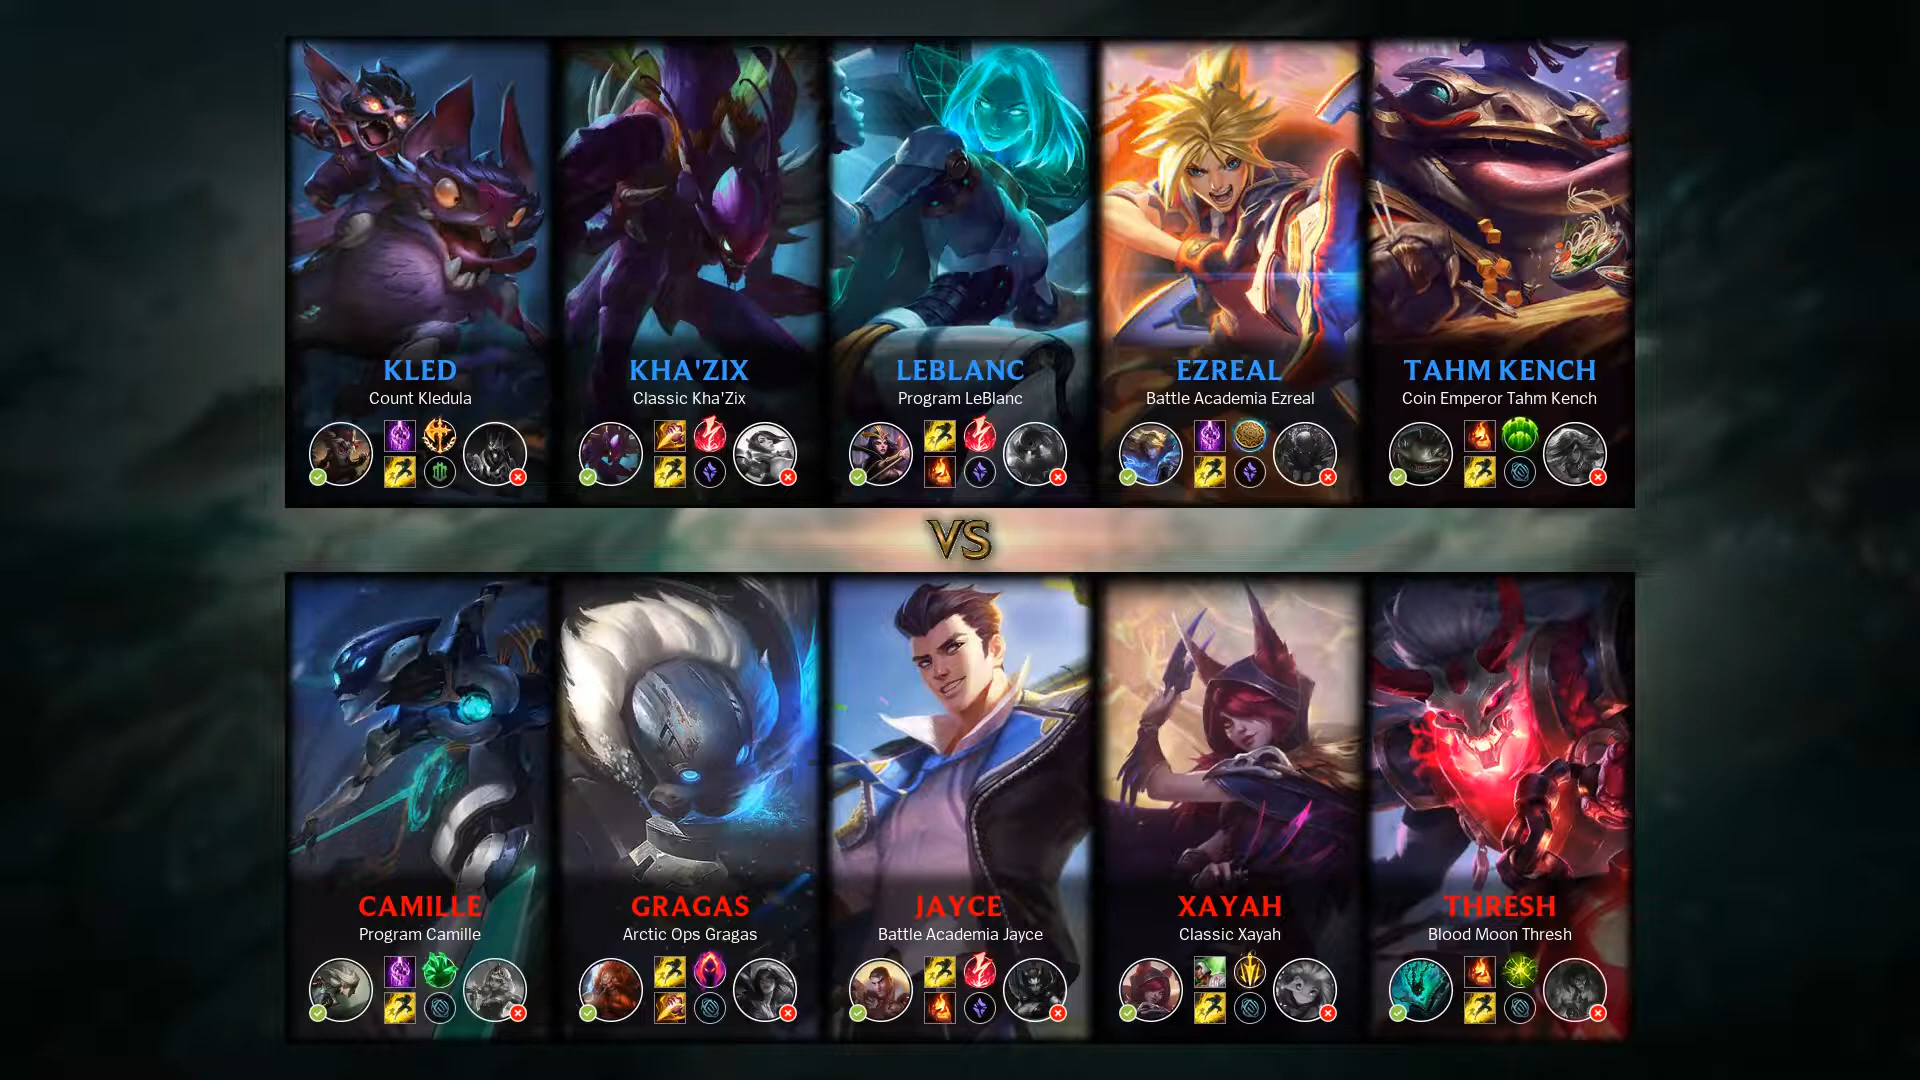 KLED
Count Kledula
KHA'ZIX
Classic Kha'Zix
LEBLANC
Program LeBlanc
EZREAL
Battle Academia Ezreal
TAHM KENCH
Coin Emperor Tahm Kench
VS
CAMILLE
Program Camille
GRAGAS
Arctic Ops Gragas
JAYCE
Battle Academia Jayce
XAYAH
Classic Xayah
THRESH
Blood Moon Thresh